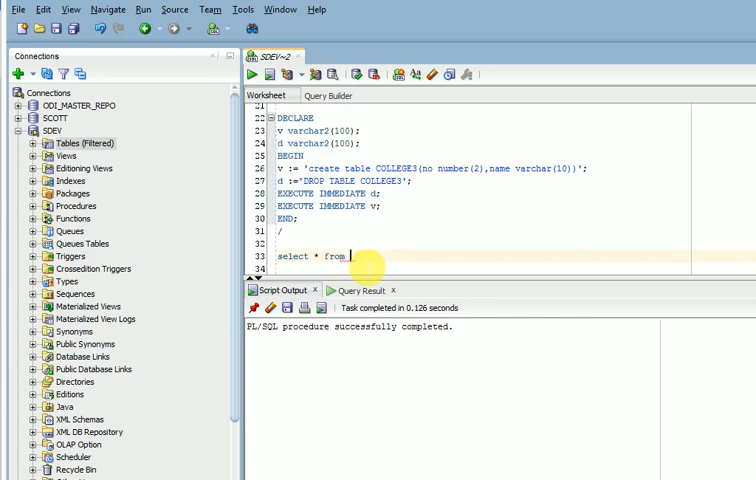 File Edit View Navigate Run Source Team Tools Window Help
Connections
Connections
ODI_MASTER_REPO
SCOTT
SDEV
Tables (Filtered)
Views
Editioning Views
Indexes
Packages
Procedures
Functions
Queues
Queues Tables
Triggers
Crossedition Triggers
Types
Sequences
Materialized Views
Materialized View Logs
Synonyms
Public Synonyms
Database Links
Public Database Links
Directories
Editions
Java
XML Schemas
XML DB Repository
OLAP Option
Scheduler
Recycle Bin
SDEV~2
Worksheet Query Builder
21
22 DECLARE
23 v varchar2(100);
24 d varchar2(100);
25 BEGIN
26 v := 'create table COLLEGE3(no number(2),name varchar(10))';
27 d :='DROP TABLE COLLEGE3';
28 EXECUTE IMMEDIATE d;
29 EXECUTE IMMEDIATE v;
30 END;
31 /
32
33 select * from
34
Script Output Query Result
Task completed in 0.126 seconds
PL/SQL procedure successfully completed.